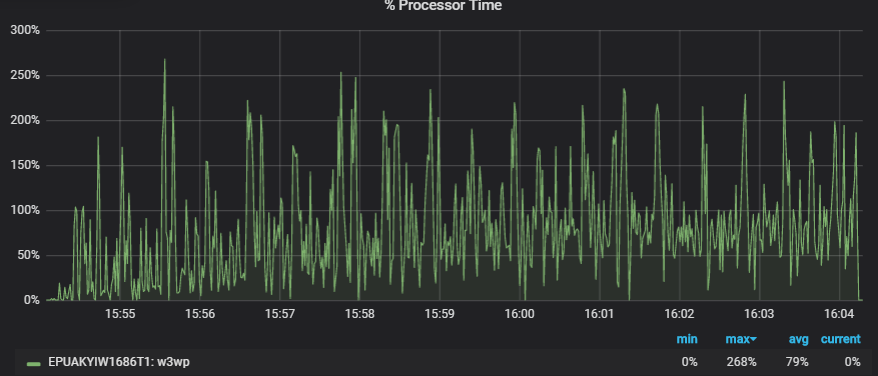 % Processor Time
300%
250%
200%
150%
100%
50%
0%
15:55 15:56 15:57 15:58 15:59 16:00 16:01 16:02 16:03 16:04
min max avg current
EPUAKYIW1686T1: w3wp 0% 268% 79% 0%